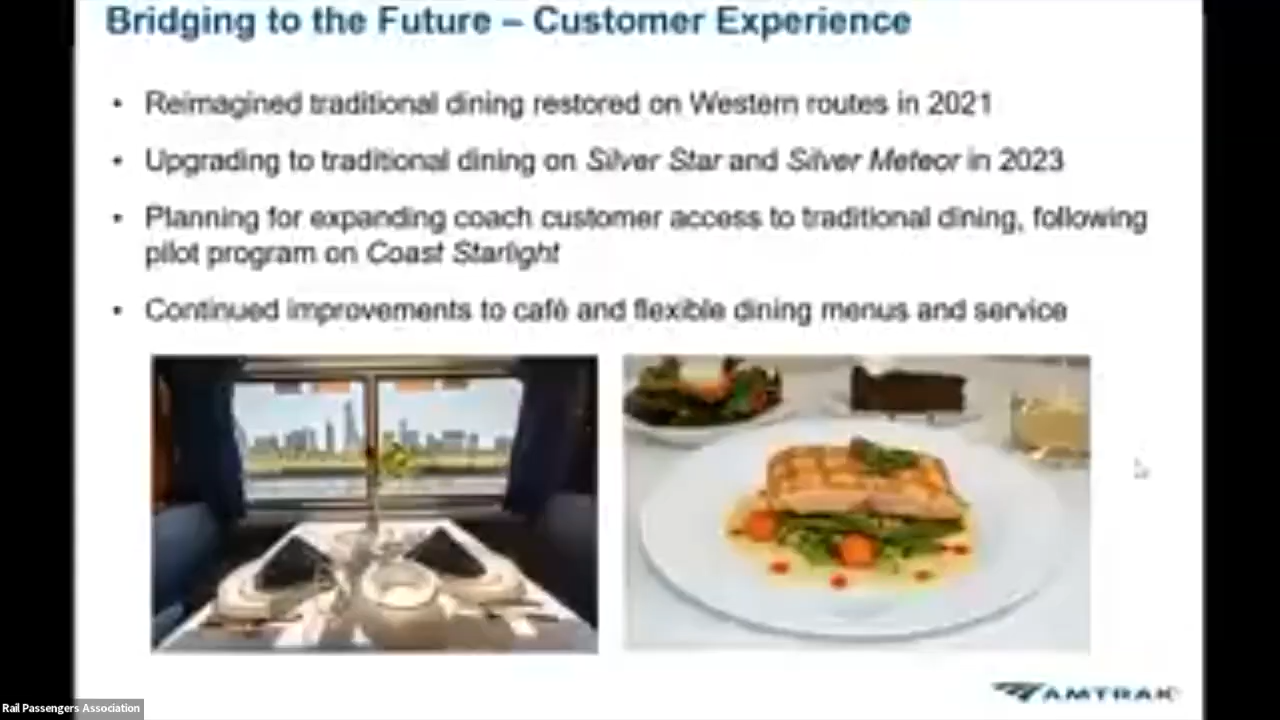 Bridging to the Future – Customer Experience
• Reimagined traditional dining restored on Western routes in 2021
• Upgrading to traditional dining on Silver Star and Silver Meteor in 2023
• Planning for expanding coach customer access to traditional dining, following
pilot program on Coast Starlight
• Continued improvements to café and flexible dining menus and service
AMTRAK
Rail Passengers Association